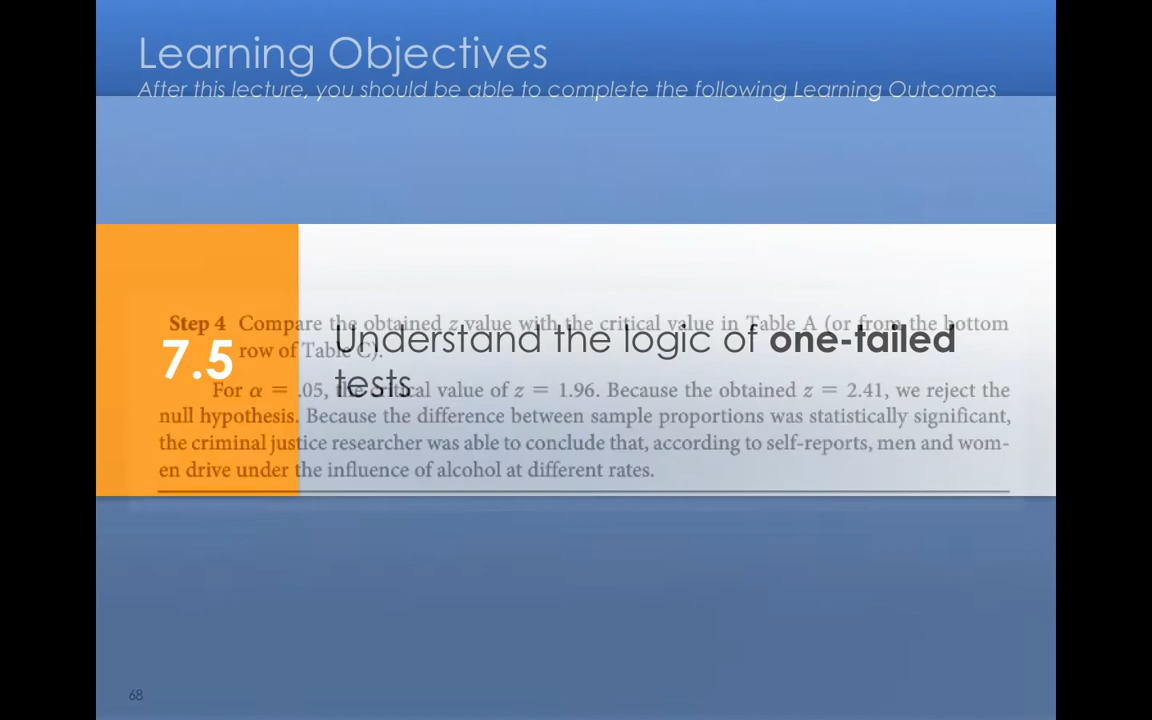 Learning Objectives
After this lecture, you should be able to complete the following Learning Outcomes
Step 4 Compare the obtained z value with the critical value in Table A (or from the bottom
row of Table C).
7.5
Understand the logic of one-failed
tests
For α = .05, the critical value of z = 1.96. Because the obtained z = 2.41, we reject the
null hypothesis. Because the difference between sample proportions was statistically significant,
the criminal justice researcher was able to conclude that, according to self-reports, men and wom-
en drive under the influence of alcohol at different rates.
68